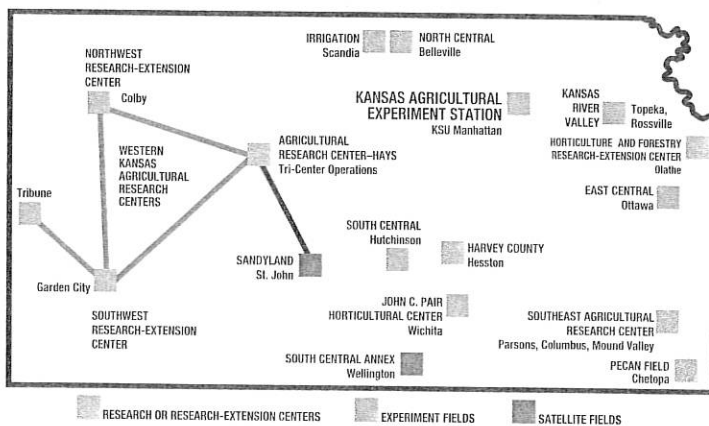 IRRIGATION
Scandia
NORTH CENTRAL
Belleville
NORTHWEST
RESEARCH-EXTENSION
CENTER
Colby
KANSAS AGRICULTURAL
EXPERIMENT STATION
KSU Manhattan
KANSAS
RIVER
VALLEY
Topeka,
Rossville
HORTICULTURE AND FORESTRY
RESEARCH-EXTENSION CENTER
Olathe
WESTERN
KANSAS
AGRICULTURAL
RESEARCH
CENTERS
AGRICULTURAL
RESEARCH CENTER–HAYS
Tri-Center Operations
Tribune
EAST CENTRAL
Ottawa
SOUTH CENTRAL
Hutchinson
HARVEY COUNTY
Hesston
SANDYLAND
St. John
Garden City
SOUTHWEST
RESEARCH-EXTENSION
CENTER
JOHN C. PAIR
HORTICULTURAL CENTER
Wichita
SOUTHEAST AGRICULTURAL
RESEARCH CENTER
Parsons, Columbus, Mound Valley
SOUTH CENTRAL ANNEX
Wellington
PECAN FIELD
Chetopa
RESEARCH OR RESEARCH-EXTENSION CENTERS
EXPERIMENT FIELDS
SATELLITE FIELDS